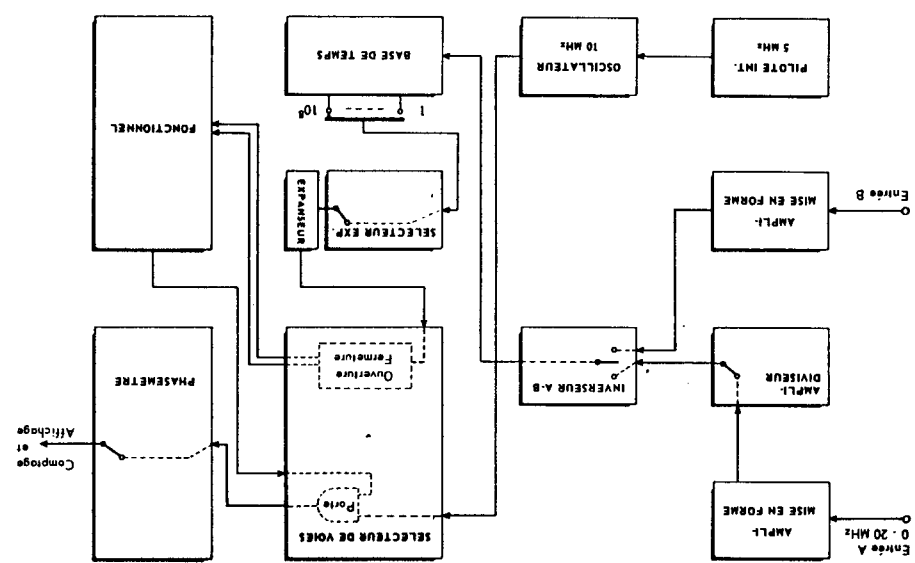 Entrée A
0 - 20 MHz
AMPLI-
MISE EN FORME
SELECTEUR DE VOIES
Porte
Comptage
et
Affichage
AMPLI-
DIVISEUR
INVERSEUR A-B
Ouverture
Fermeture
PHASEMETRE
Entrée B
AMPLI-
MISE EN FORME
SELECTEUR EXP.
EXPANSEUR
FONCTIONNEL
1
10⁸
PILOTE INT.
5 MHz
OSCILLATEUR
10 MHz
BASE DE TEMPS